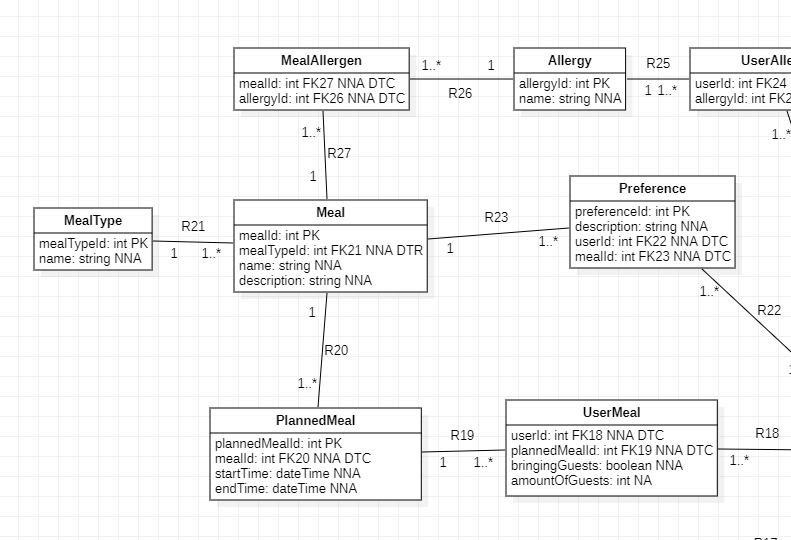 MealAllergen
mealId: int FK27 NNA DTC
allergyId: int FK26 NNA DTC
1..*
1
R26
Allergy
allergyId: int PK
name: string NNA
R25
1
1..*
UserAlle
userId: int FK24
allergyId: int FK2
1..*
1..*
R27
1
MealType
mealTypeId: int PK
name: string NNA
R21
1
1..*
Meal
mealId: int PK
mealTypeId: int FK21 NNA DTR
name: string NNA
description: string NNA
R23
1
1..*
Preference
preferenceId: int PK
description: string NNA
userId: int FK22 NNA DTC
mealId: int FK23 NNA DTC
1..*
R22
1
R20
1..*
PlannedMeal
plannedMealId: int PK
mealId: int FK20 NNA DTC
startTime: dateTime NNA
endTime: dateTime NNA
R19
1
1..*
UserMeal
userId: int FK18 NNA DTC
plannedMealId: int FK19 NNA DTC
bringingGuests: boolean NNA
amountOfGuests: int NA
R18
1..*